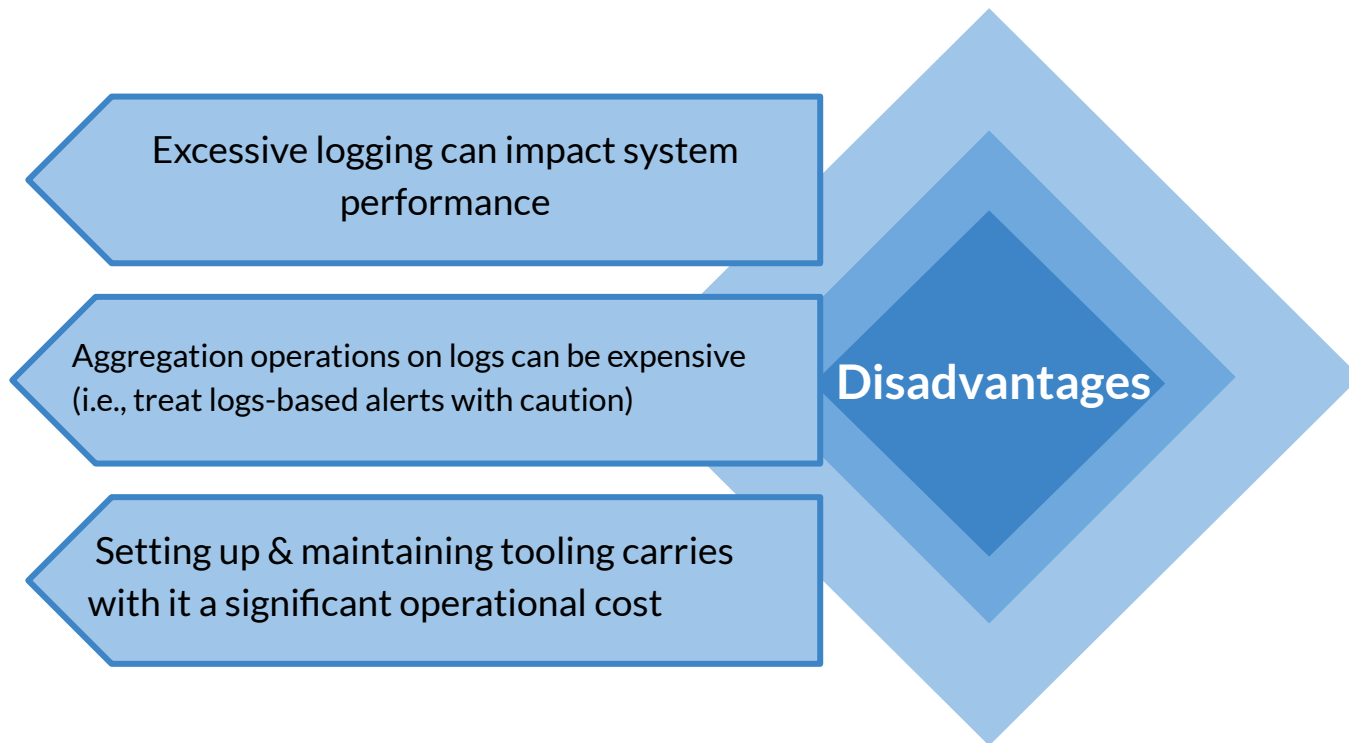 Excessive logging can impact system
performance
Aggregation operations on logs can be expensive
(i.e., treat logs-based alerts with caution)
Disadvantages
Setting up & maintaining tooling carries
with it a significant operational cost